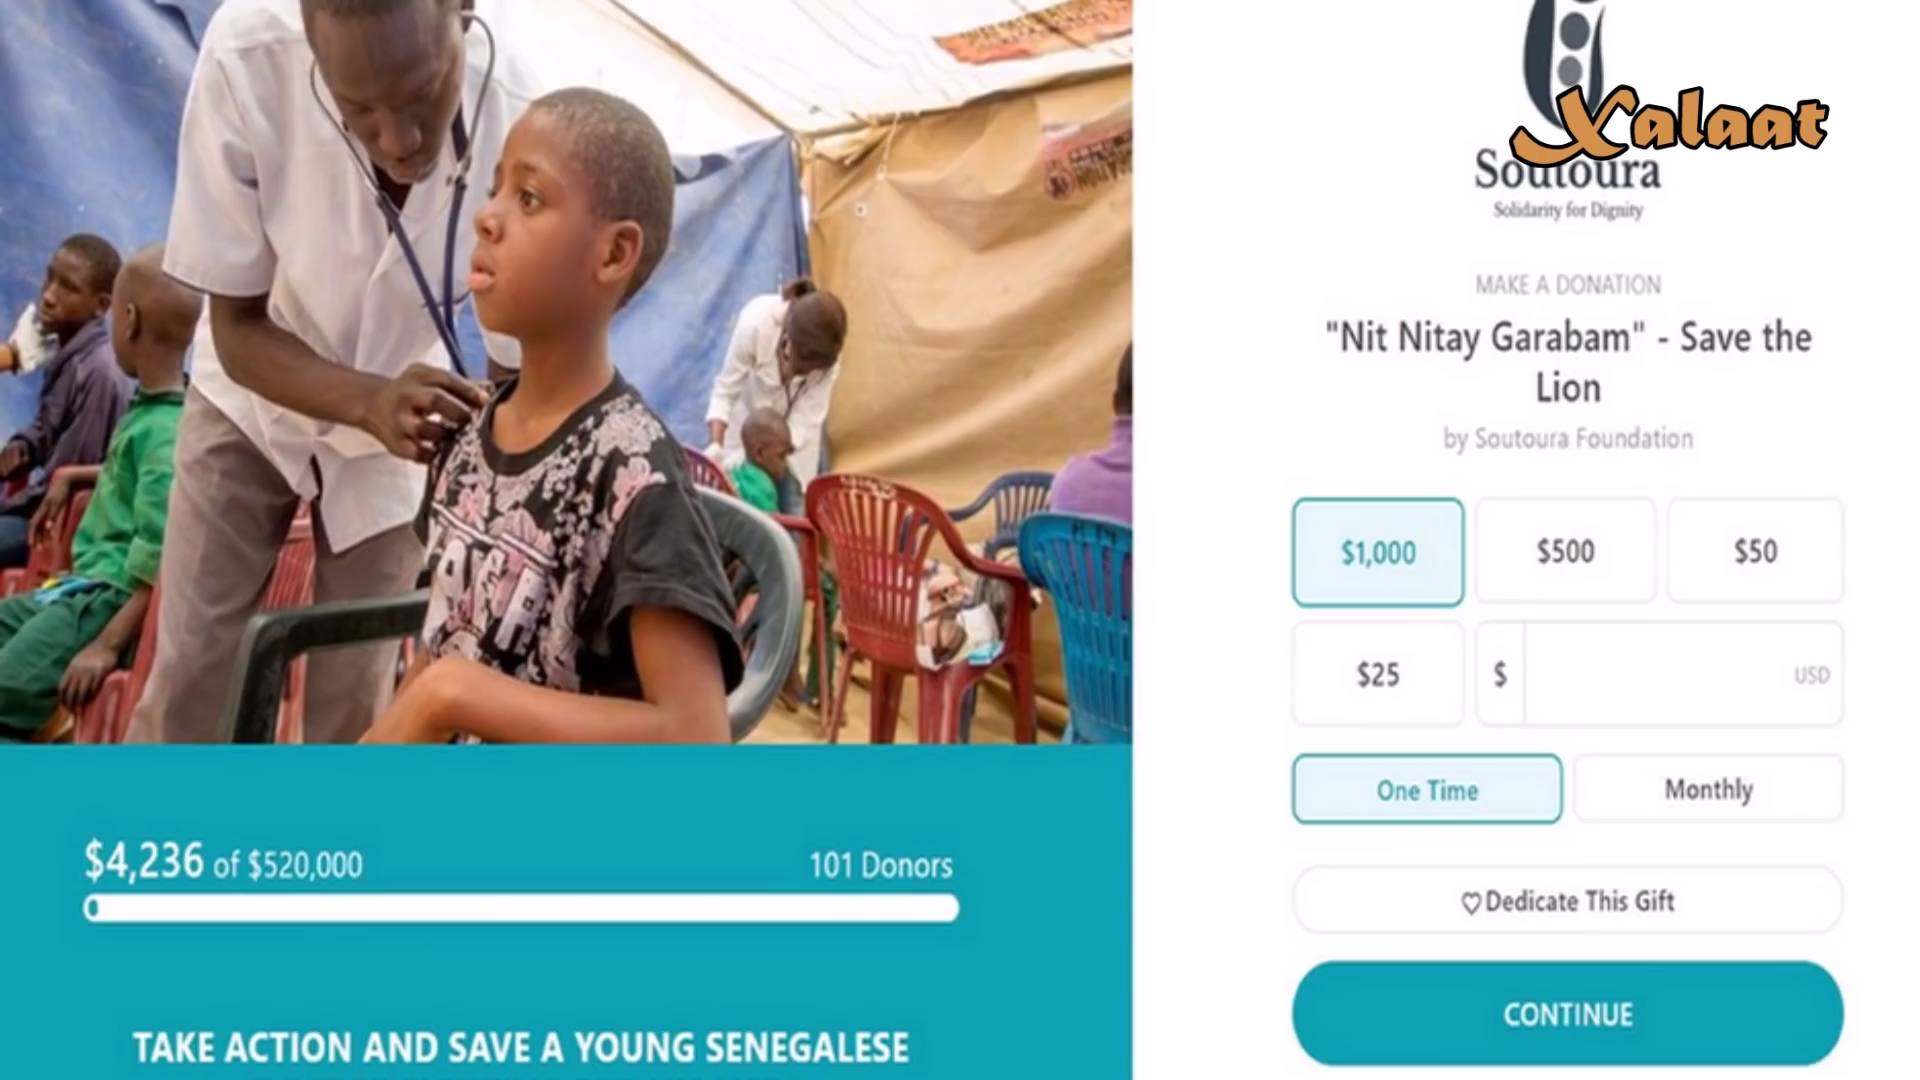 $4,236 of $520,000
101 Donors
TAKE ACTION AND SAVE A YOUNG SENEGALESE
Xalaat
Soutoura
Solidarity for Dignity
MAKE A DONATION
"Nit Nitay Garabam" - Save the
Lion
by Soutoura Foundation
$1,000
$500
$50
$25
$
USD
One Time
Monthly
♡ Dedicate This Gift
CONTINUE